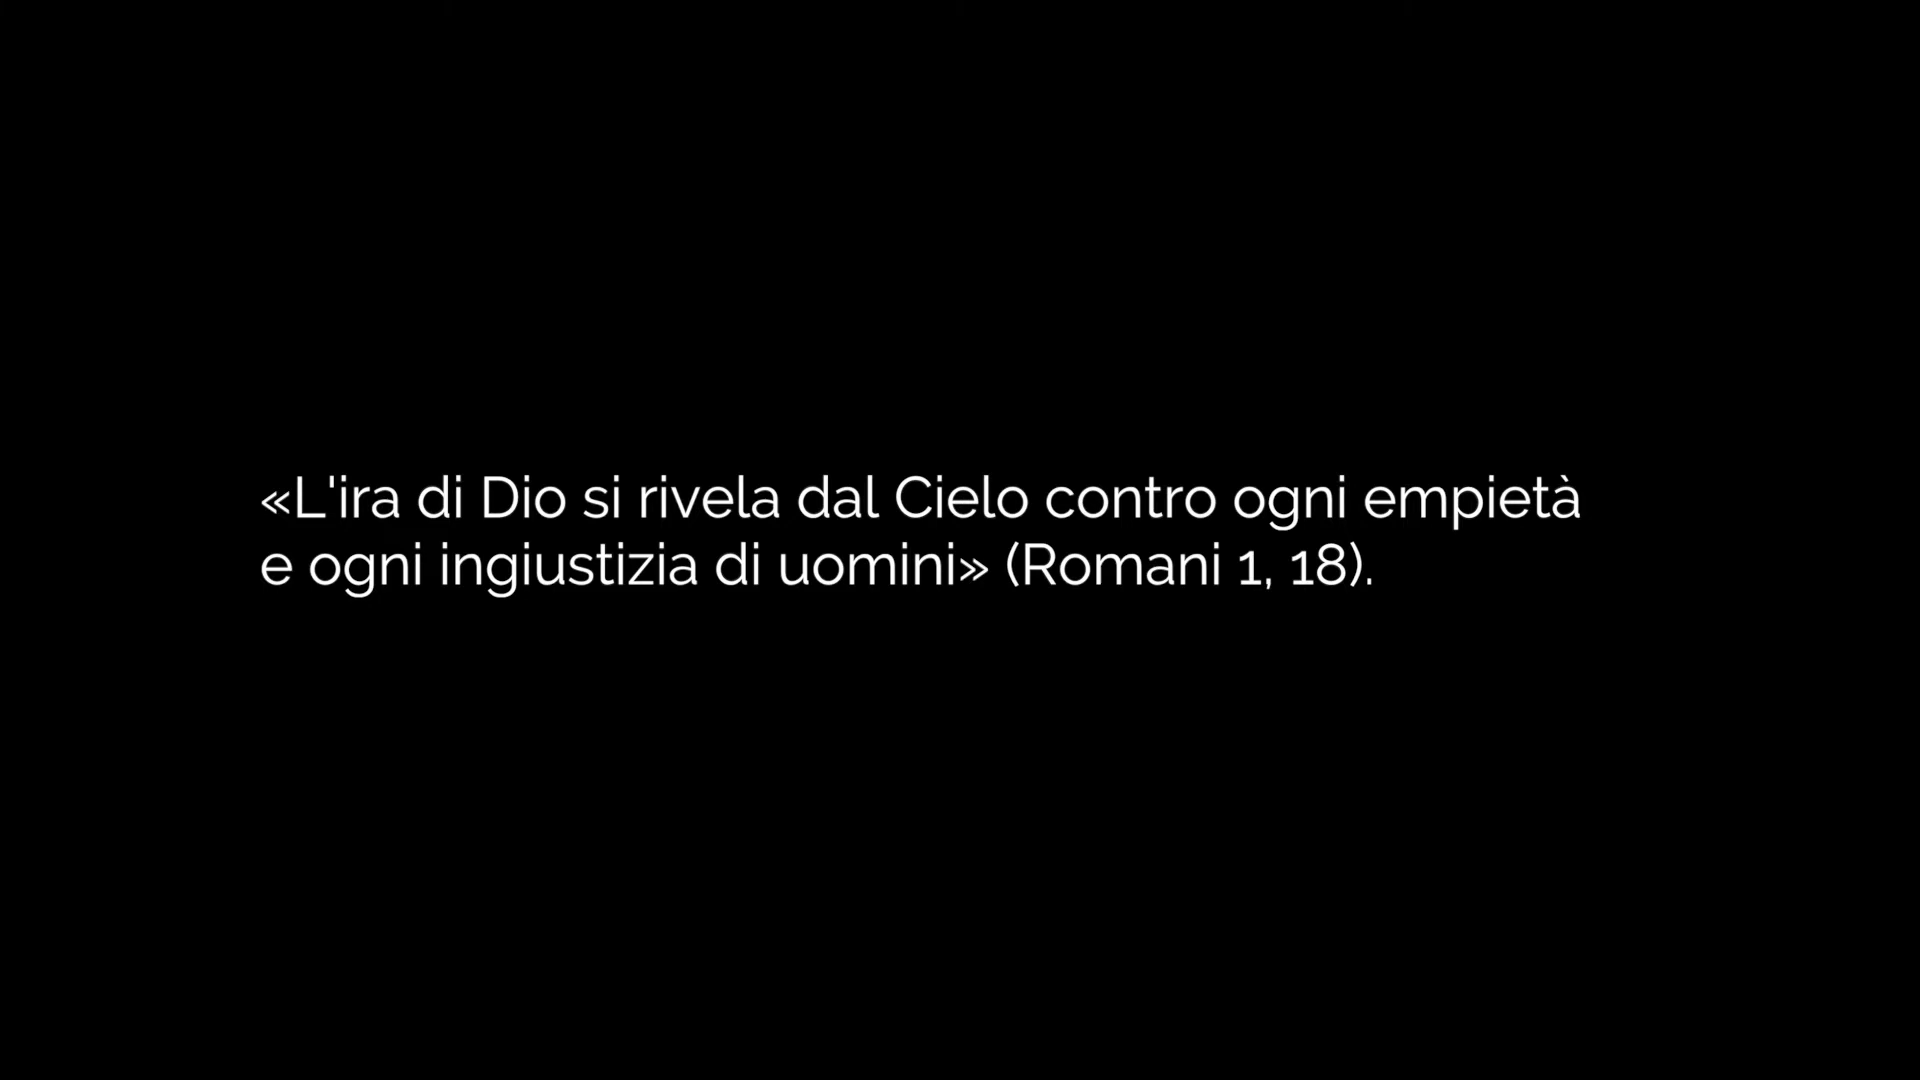 «L'ira di Dio si rivela dal Cielo contro ogni empietà
e ogni ingiustizia di uomini» (Romani 1, 18).